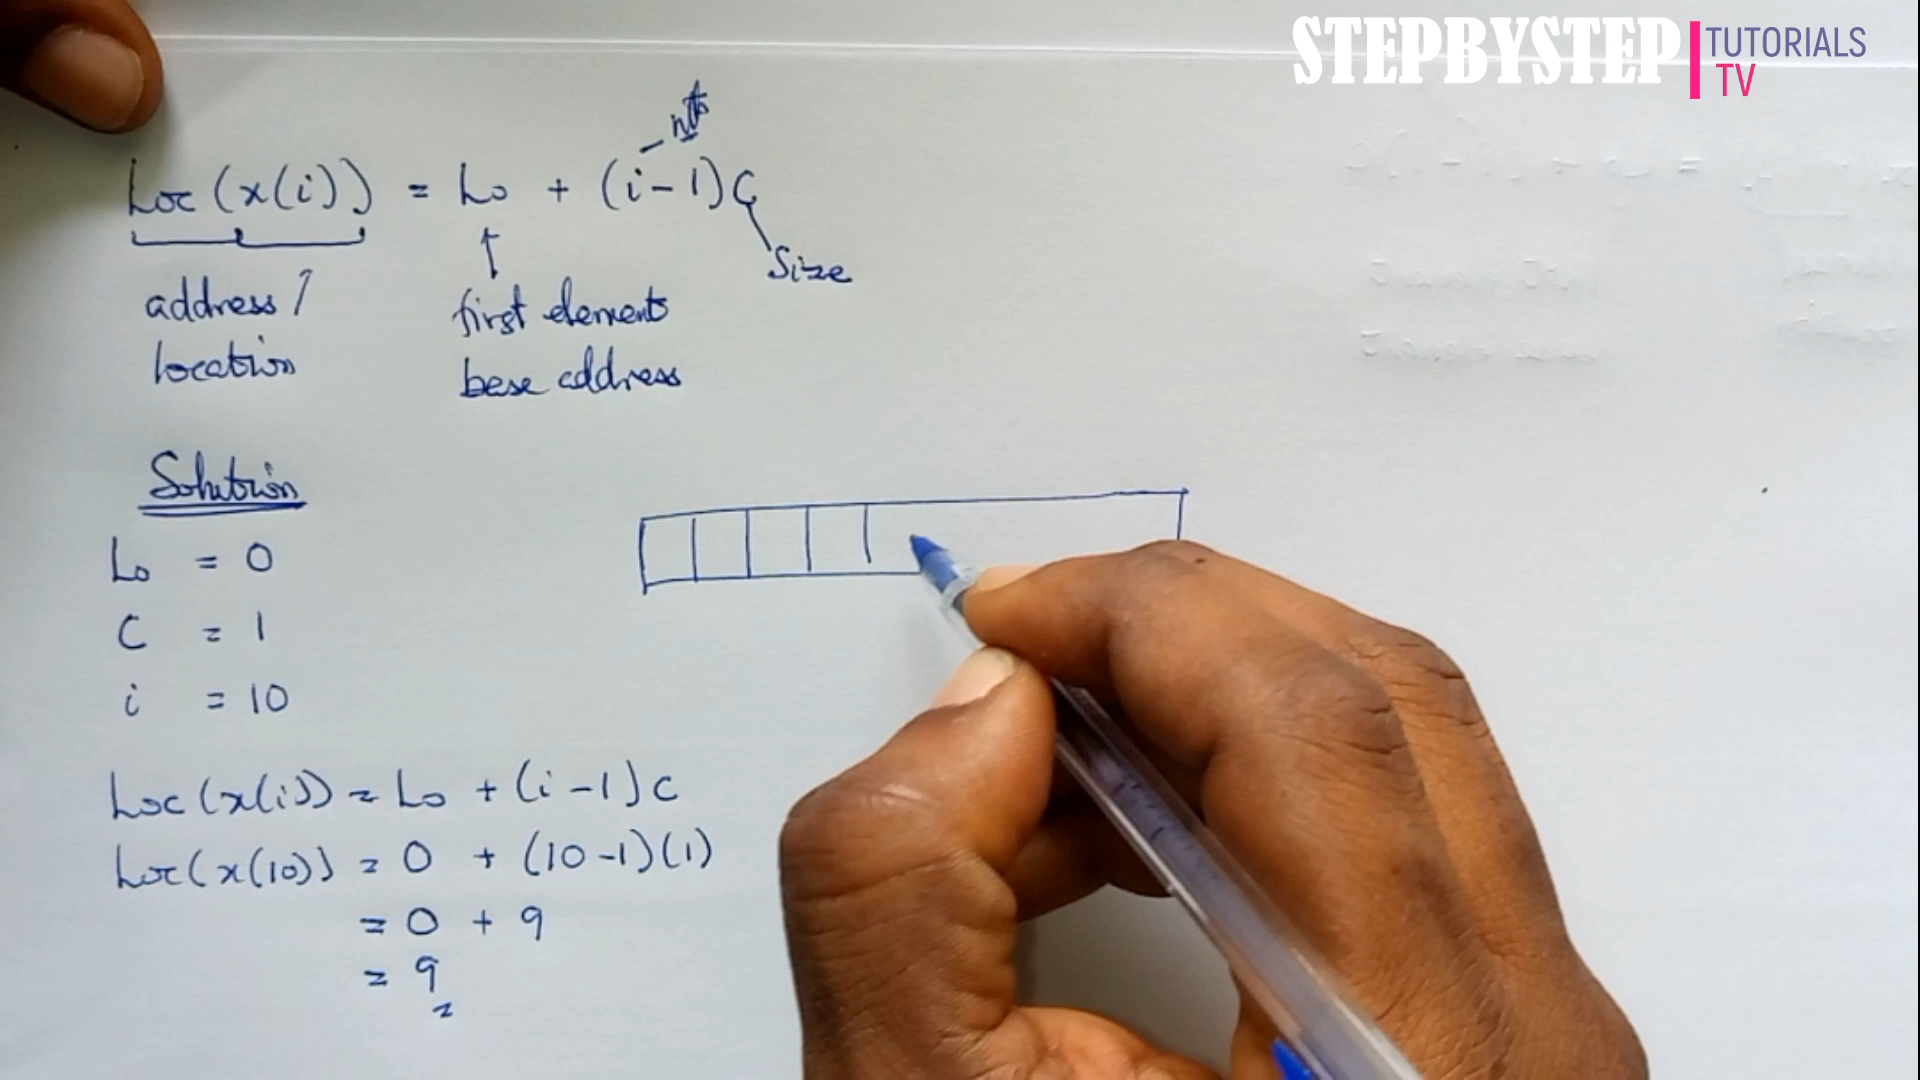 STEPBYSTEP TUTORIALS
TV
nth
Loc (x(i)) = Lo + (i-1)C
Size
address / first element
location base address
Solution
Lo = 0
C = 1
i = 10
Loc (x(i)) = Lo + (i-1)C
Loc (x(10)) = 0 + (10-1)(1)
= 0 + 9
= 9